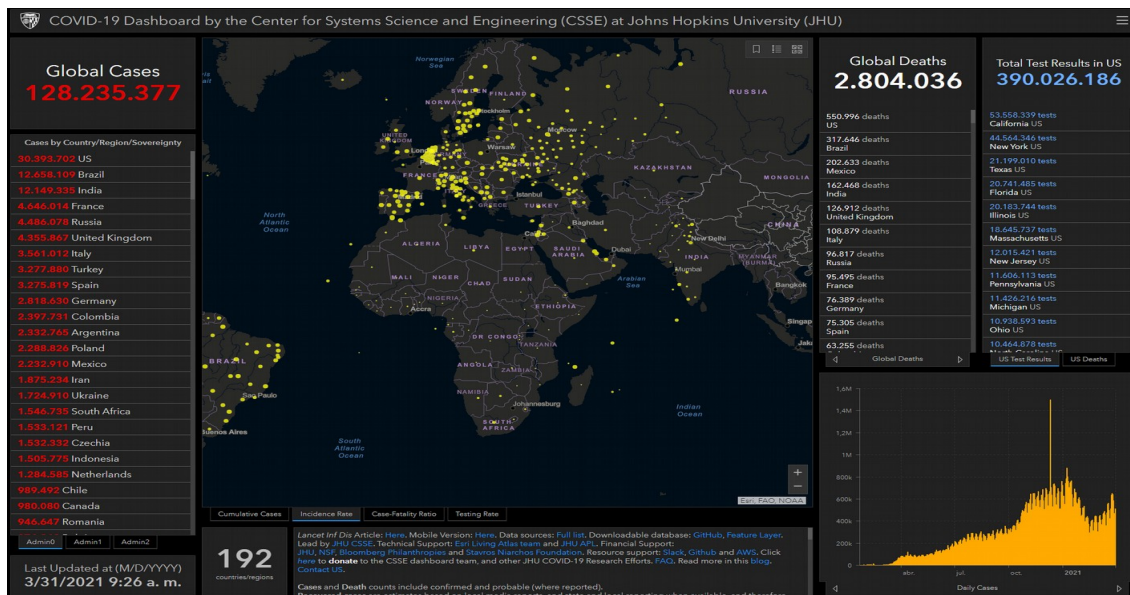 COVID-19 Dashboard by the Center for Systems Science and Engineering (CSSE) at Johns Hopkins University (JHU)
Global Cases
128.235.377
Cases by Country/Region/Sovereignty
30.393.702 US
12.658.109 Brazil
12.149.335 India
4.646.014 France
4.486.078 Russia
4.355.867 United Kingdom
3.561.012 Italy
3.277.880 Turkey
3.275.819 Spain
2.818.630 Germany
2.397.731 Colombia
2.332.765 Argentina
2.288.826 Poland
2.232.910 Mexico
1.875.234 Iran
1.724.910 Ukraine
1.546.735 South Africa
1.533.121 Peru
1.532.332 Czechia
1.505.775 Indonesia
1.284.585 Netherlands
989.492 Chile
980.080 Canada
946.647 Romania
Admin0 Admin1 Admin2
Last Updated at (M/D/YYYY)
3/31/2021 9:26 a. m.
Norwegian
Sea
SWEDEN
FINLAND
NORWAY
Stockholm
RUSSIA
UNITED
KINGDOM
Moscow
Warsaw
FRANCE
KAZAKHSTAN
MONGOLIA
Istanbul
GREECE
TURKEY
North
Atlantic
Ocean
Baghdad
CHINA
ALGERIA
LIBYA
EGYPT
SAUDI
ARABIA
Dubai
New Delhi
INDIA
MYANMAR
(BURMA)
Mumbai
Arabian
Sea
Bangkok
MALI
NIGER
CHAD
SUDAN
NIGERIA
Accra
ETHIOPIA
DR CONGO
TANZANIA
ANGOLA
ZAMBIA
NAMIBIA
Johannesburg
SOUTH
AFRICA
BRAZIL
Sao Paulo
Buenos Aires
South
Atlantic
Ocean
Indian
Ocean
Esri, FAO, NOAA
Cumulative Cases Incidence Rate Case-Fatality Ratio Testing Rate
192
countries/regions
Lancet Inf Dis Article: Here. Mobile Version: Here. Data sources: Full list. Downloadable database: GitHub, Feature Layer.
Lead by JHU CSSE. Technical Support: Esri Living Atlas team and JHU APL. Financial Support:
JHU, NSF, Bloomberg Philanthropies and Stavros Niarchos Foundation. Resource support: Slack, Github and AWS. Click
here to donate to the CSSE dashboard team, and other JHU COVID-19 Research Efforts. FAQ. Read more in this blog.
Contact US.
Cases and Death counts include confirmed and probable (where reported).
Global Deaths
2.804.036
550.996 deaths
US
317.646 deaths
Brazil
202.633 deaths
Mexico
162.468 deaths
India
126.912 deaths
United Kingdom
108.879 deaths
Italy
96.817 deaths
Russia
95.495 deaths
France
76.389 deaths
Germany
75.305 deaths
Spain
63.255 deaths
Global Deaths
Total Test Results in US
390.026.186
53.558.339 tests
California US
44.564.346 tests
New York US
21.199.010 tests
Texas US
20.741.485 tests
Florida US
20.183.744 tests
Illinois US
18.645.737 tests
Massachusetts US
12.015.421 tests
New Jersey US
11.606.113 tests
Pennsylvania US
11.426.216 tests
Michigan US
10.938.593 tests
Ohio US
10.464.878 tests
US Test Results US Deaths
1,6M
1,4M
1,2M
1M
800k
600k
400k
200k
0
abr. jul. oct. 2021
Daily Cases